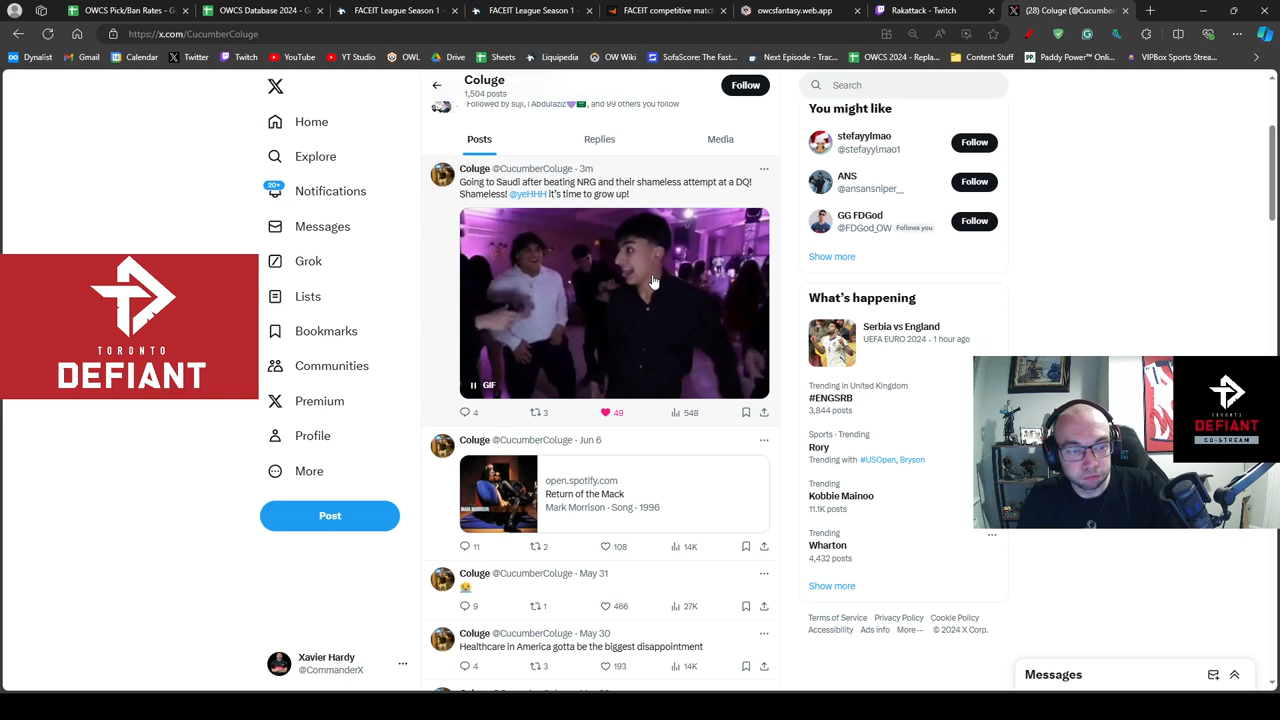 OWCS Pick/Ban Rates - G
OWCS Database 2024 - G
FACEIT League Season 1 -
FACEIT League Season 1 -
FACEIT competitive match
owcsfantasy.web.app
Rakattack - Twitch
(28) Coluge (@Cucumber
https://x.com/CucumberColuge
Dynalist
Gmail
Calendar
Twitter
Twitch
YouTube
YT Studio
OWL
Drive
Sheets
Liquipedia
OW Wiki
SofaScore: The Fast...
Next Episode - Trac...
OWCS 2024 - Repla...
Content Stuff
Paddy Power™ Onli...
VIPBox Sports Strea...
Home
Explore
20+
Notifications
Messages
Grok
Lists
Bookmarks
Communities
Premium
Profile
More
Post
Xavier Hardy
@CommanderX
TORONTO
DEFIANT
Coluge
1,504 posts
Follow
Followed by suji, | Abdulaziz💜🇸🇦, and 99 others you follow
Posts
Replies
Media
Coluge @CucumberColuge · 3m
Going to Saudi after beating NRG and their shameless attempt at a DQ!
Shameless! @yeHHH it's time to grow up!
GIF
4
3
49
548
Coluge @CucumberColuge · Jun 6
open.spotify.com
Return of the Mack
Mark Morrison · Song · 1996
11
2
108
14K
Coluge @CucumberColuge · May 31
😭
9
1
466
27K
Coluge @CucumberColuge · May 30
Healthcare in America gotta be the biggest disappointment
4
3
193
14K
Search
You might like
stefayylmao
@stefayylmao1
Follow
ANS
@ansansniper__
Follow
GG FDGod
@FDGod_OW Follows you
Follow
Show more
What's happening
Serbia vs England
UEFA EURO 2024 · 1 hour ago
Trending in United Kingdom
#ENGSRB
3,844 posts
Sports · Trending
Rory
Trending with #USOpen, Bryson
Trending
Kobbie Mainoo
11.1K posts
Trending
Wharton
4,432 posts
Show more
Terms of Service Privacy Policy Cookie Policy
Accessibility Ads info More ··· © 2024 X Corp.
TORONTO
DEFIANT
CO-STREAM
Messages